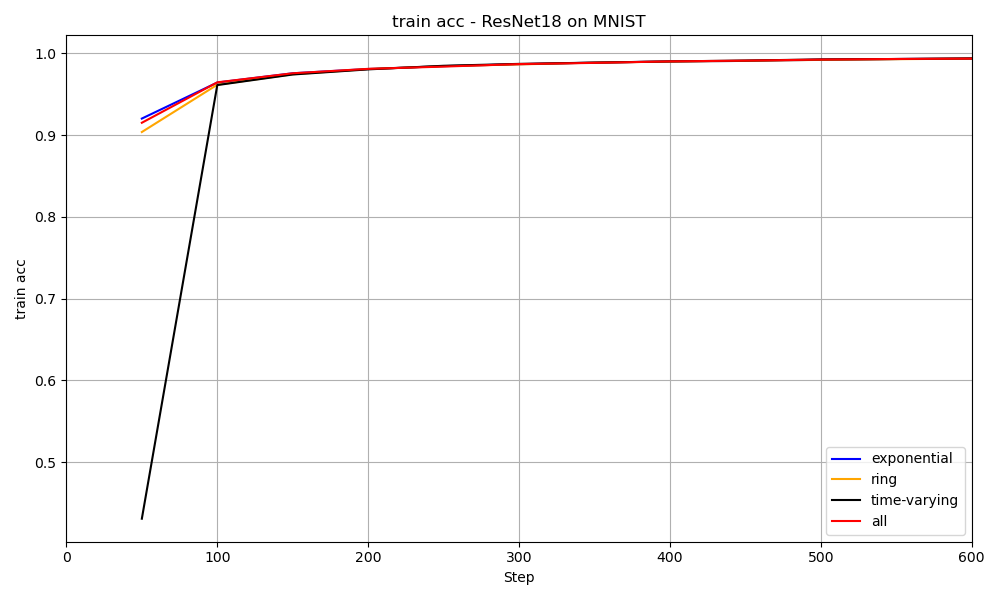 train acc - ResNet18 on MNIST
1.0
0.9
0.8
0.7
0.6
0.5
train acc
0 100 200 300 400 500 600
Step
exponential
ring
time-varying
all